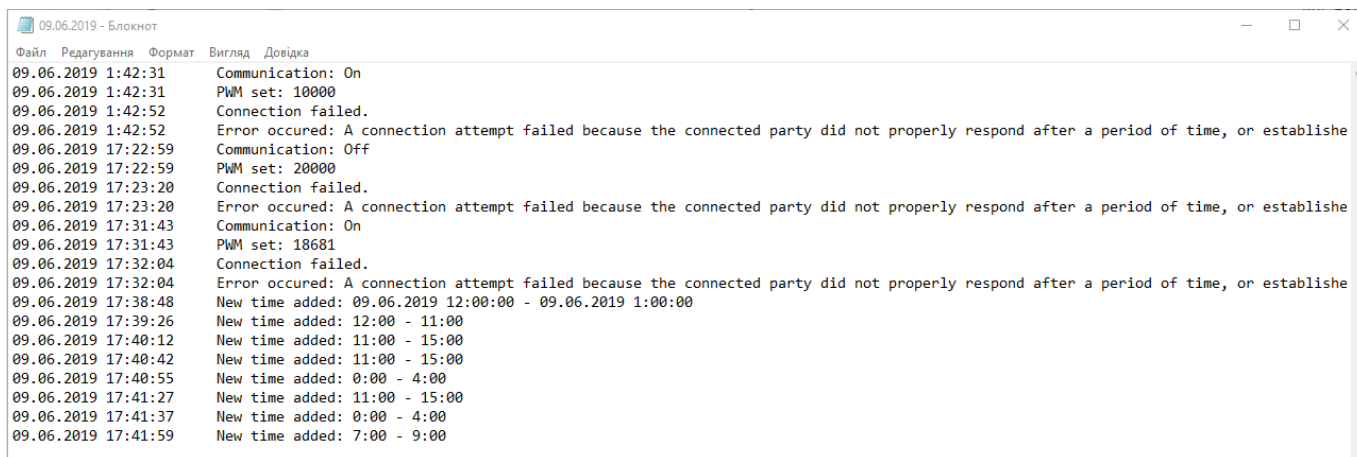 09.06.2019 - Блокнот
Файл Редагування Формат Вигляд Довідка
09.06.2019 1:42:31 Communication: On
09.06.2019 1:42:31 PWM set: 10000
09.06.2019 1:42:52 Connection failed.
09.06.2019 1:42:52 Error occured: A connection attempt failed because the connected party did not properly respond after a period of time, or establishe
09.06.2019 17:22:59 Communication: Off
09.06.2019 17:22:59 PWM set: 20000
09.06.2019 17:23:20 Connection failed.
09.06.2019 17:23:20 Error occured: A connection attempt failed because the connected party did not properly respond after a period of time, or establishe
09.06.2019 17:31:43 Communication: On
09.06.2019 17:31:43 PWM set: 18681
09.06.2019 17:32:04 Connection failed.
09.06.2019 17:32:04 Error occured: A connection attempt failed because the connected party did not properly respond after a period of time, or establishe
09.06.2019 17:38:48 New time added: 09.06.2019 12:00:00 - 09.06.2019 1:00:00
09.06.2019 17:39:26 New time added: 12:00 - 11:00
09.06.2019 17:40:12 New time added: 11:00 - 15:00
09.06.2019 17:40:42 New time added: 11:00 - 15:00
09.06.2019 17:40:55 New time added: 0:00 - 4:00
09.06.2019 17:41:27 New time added: 11:00 - 15:00
09.06.2019 17:41:37 New time added: 0:00 - 4:00
09.06.2019 17:41:59 New time added: 7:00 - 9:00